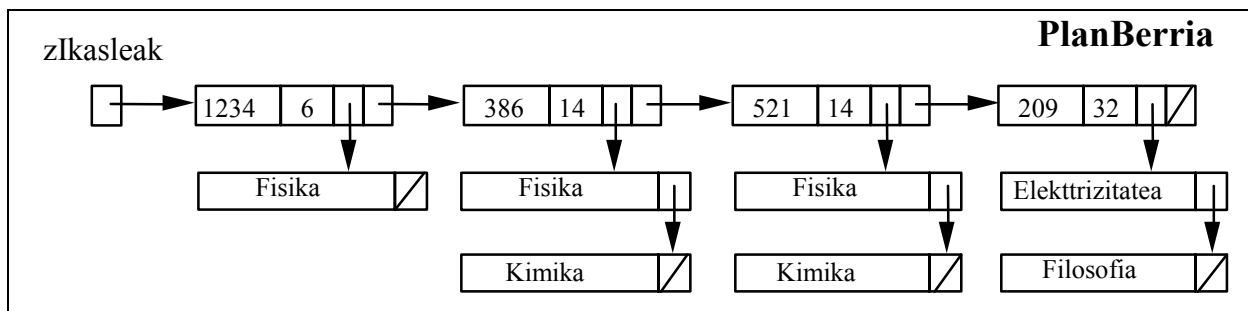 PlanBerria
zIkasleak
1234 6 386 14 521 14 209 32
Fisika Fisika Fisika Elekttrizitatea
Kimika Kimika Filosofia